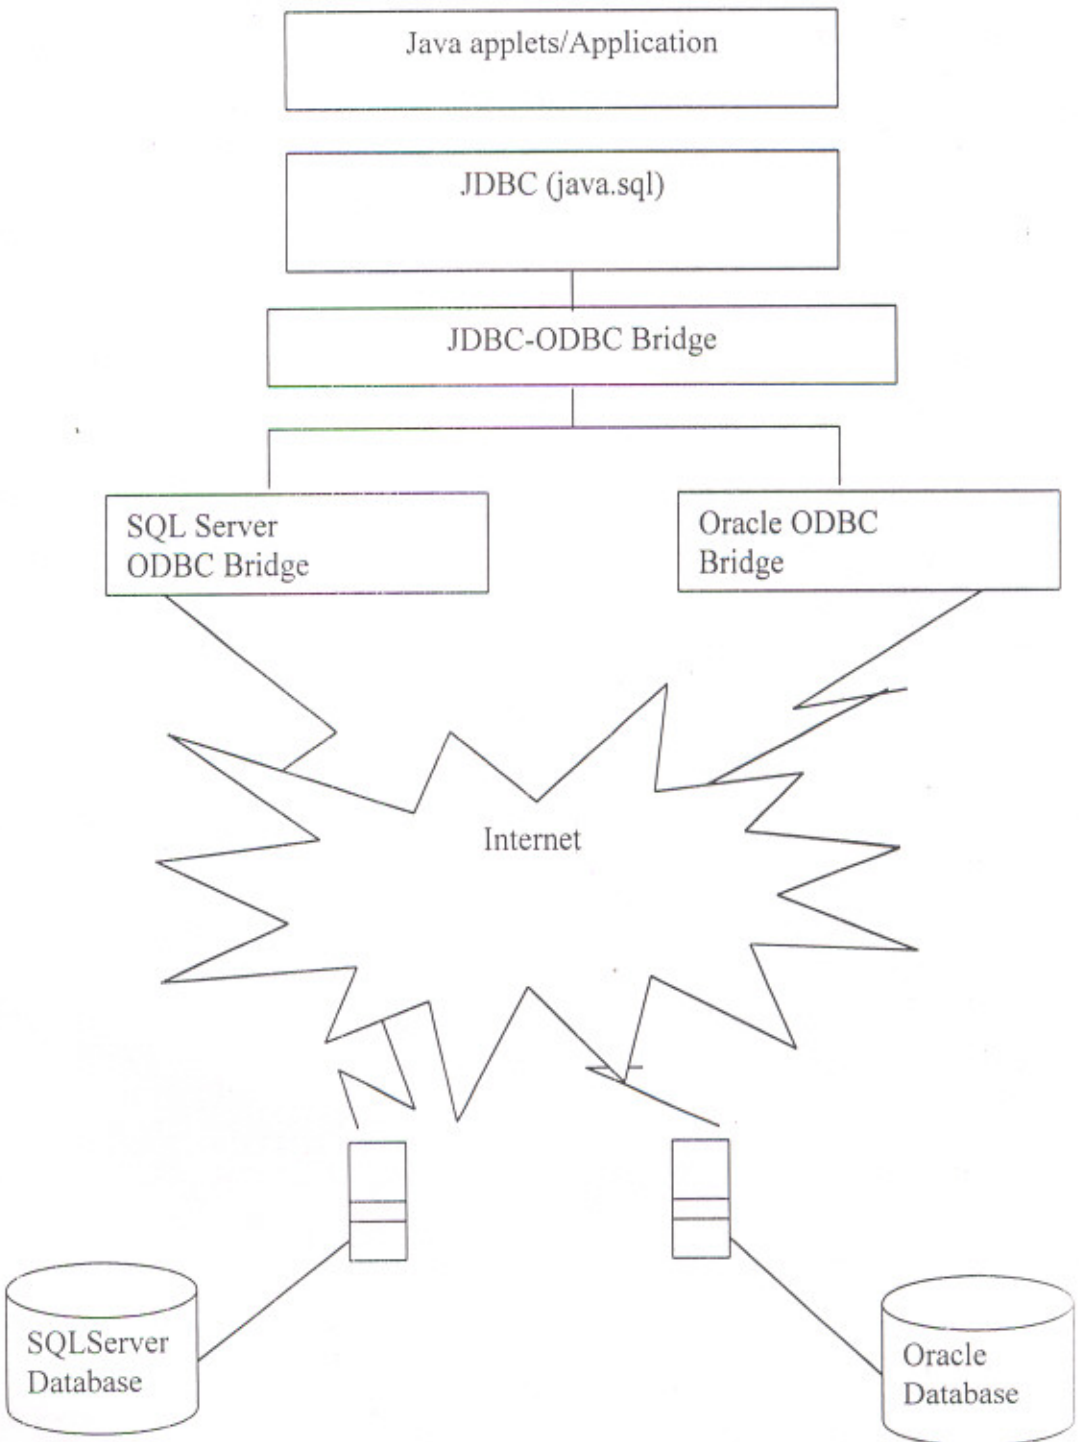 Java applets/Application
JDBC (java.sql)
JDBC-ODBC Bridge
SQL Server
ODBC Bridge
Oracle ODBC
Bridge
Internet
SQLServer
Database
Oracle
Database